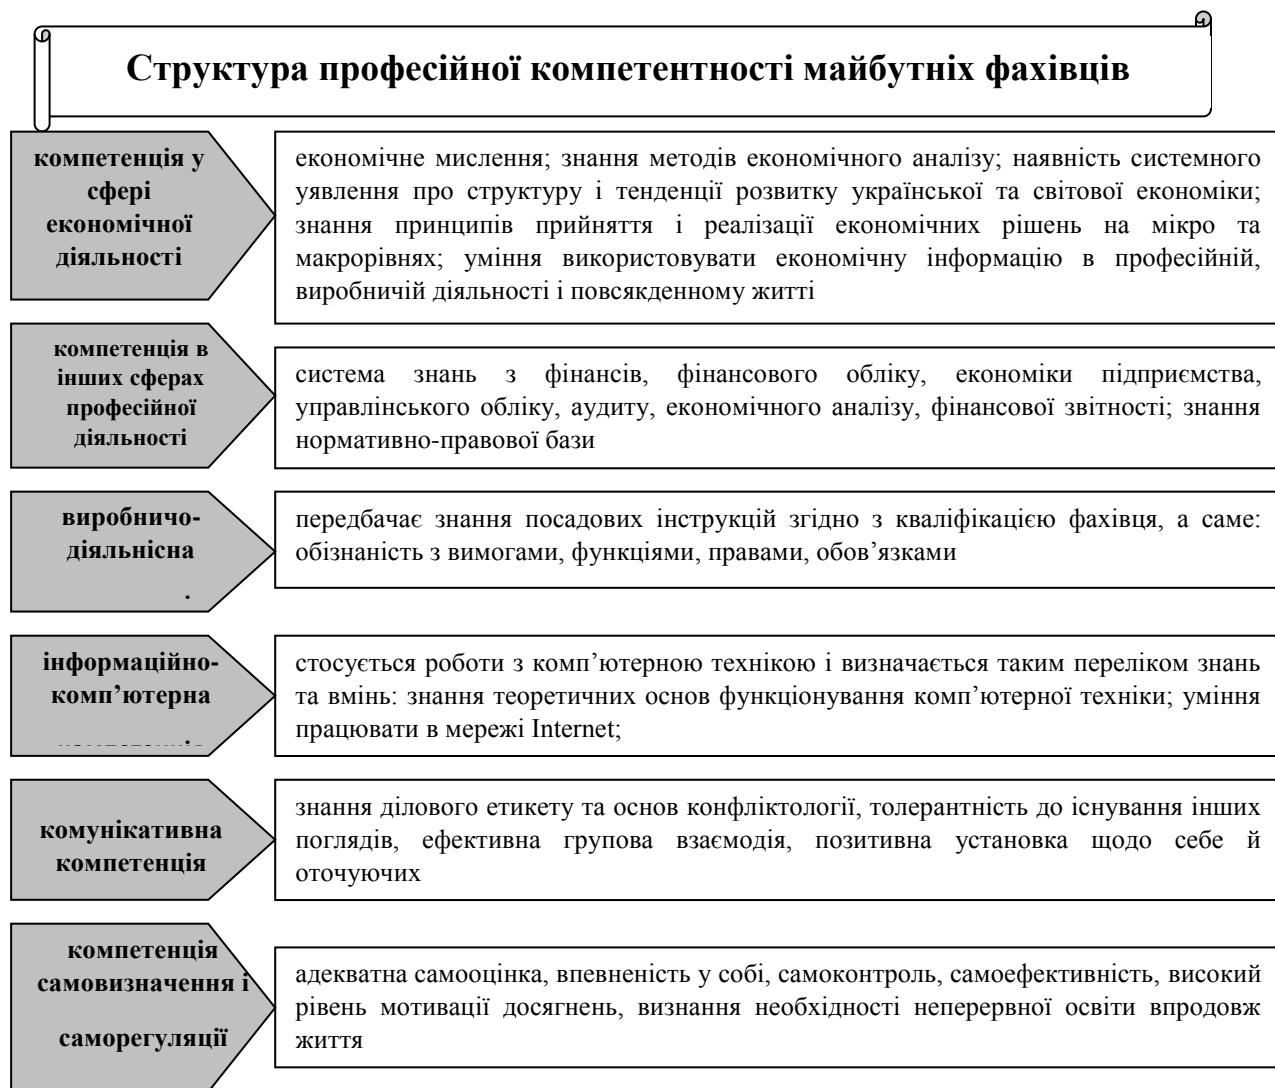 Структура професійної компетентності майбутніх фахівців
компетенція у
сфері
економічної
діяльності
економічне мислення; знання методів економічного аналізу; наявність системного
уявлення про структуру і тенденції розвитку української та світової економіки;
знання принципів прийняття і реалізації економічних рішень на мікро та
макрорівнях; уміння використовувати економічну інформацію в професійній,
виробничій діяльності і повсякденному житті
компетенція в
інших сферах
професійної
діяльності
система знань з фінансів, фінансового обліку, економіки підприємства,
управлінського обліку, аудиту, економічного аналізу, фінансової звітності; знання
нормативно-правової бази
виробничо-
діяльнісна
.
передбачає знання посадових інструкцій згідно з кваліфікацією фахівця, а саме:
обізнаність з вимогами, функціями, правами, обов’язками
інформаційно-
комп’ютерна
стосується роботи з комп’ютерною технікою і визначається таким переліком знань
та вмінь: знання теоретичних основ функціонування комп’ютерної техніки; уміння
працювати в мережі Internet;
комунікативна
компетенція
знання ділового етикету та основ конфліктології, толерантність до існування інших
поглядів, ефективна групова взаємодія, позитивна установка щодо себе й
оточуючих
компетенція
самовизначення і
саморегуляції
адекватна самооцінка, впевненість у собі, самоконтроль, самоефективність, високий
рівень мотивації досягнень, визнання необхідності неперервної освіти впродовж
життя